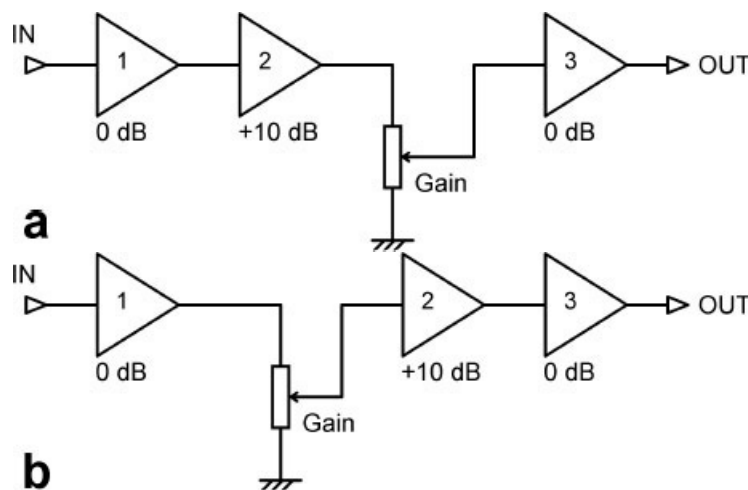 IN
1
2
3
OUT
0 dB
+10 dB
0 dB
Gain
a
IN
1
2
3
OUT
0 dB
+10 dB
0 dB
Gain
b